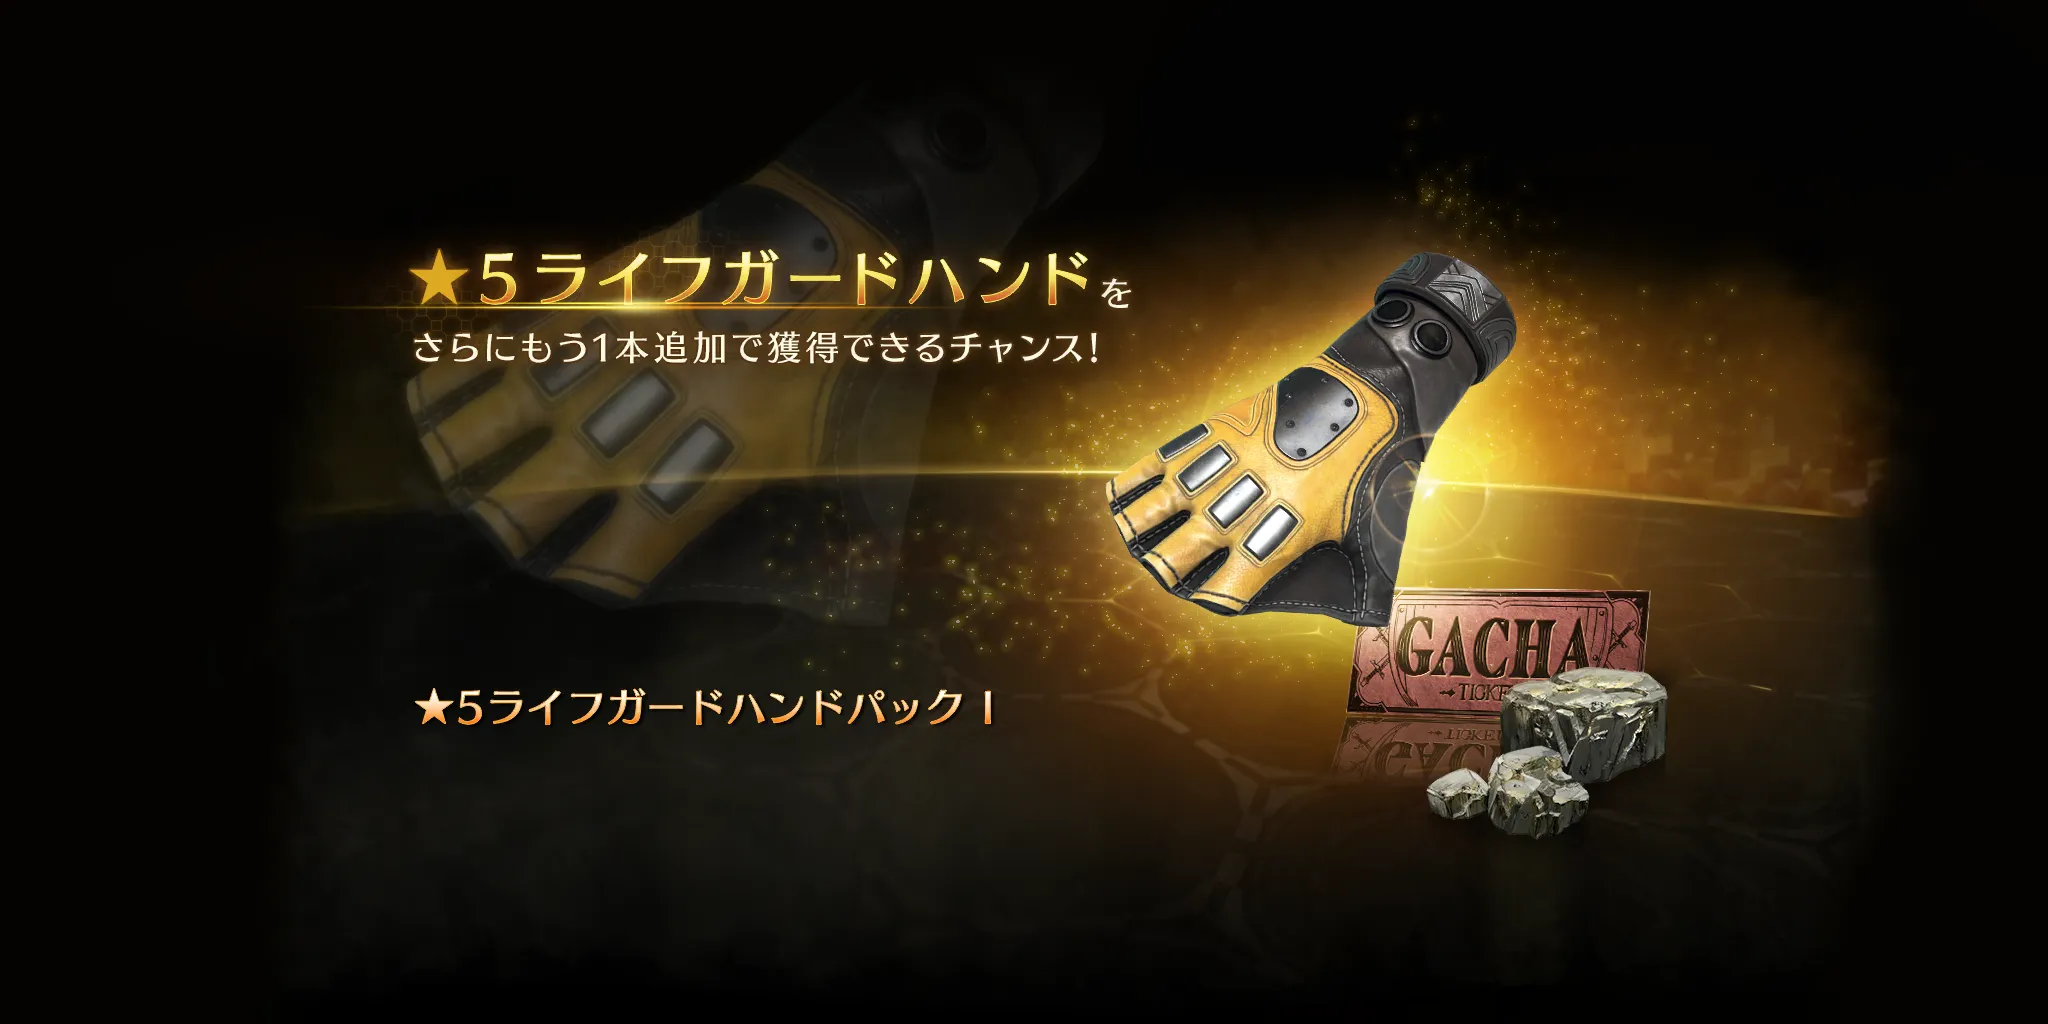 ★5ライフガードハンドを
さらにもう1本追加で獲得できるチャンス!
★5ライフガードハンドパックⅠ
GACHA
TICKE